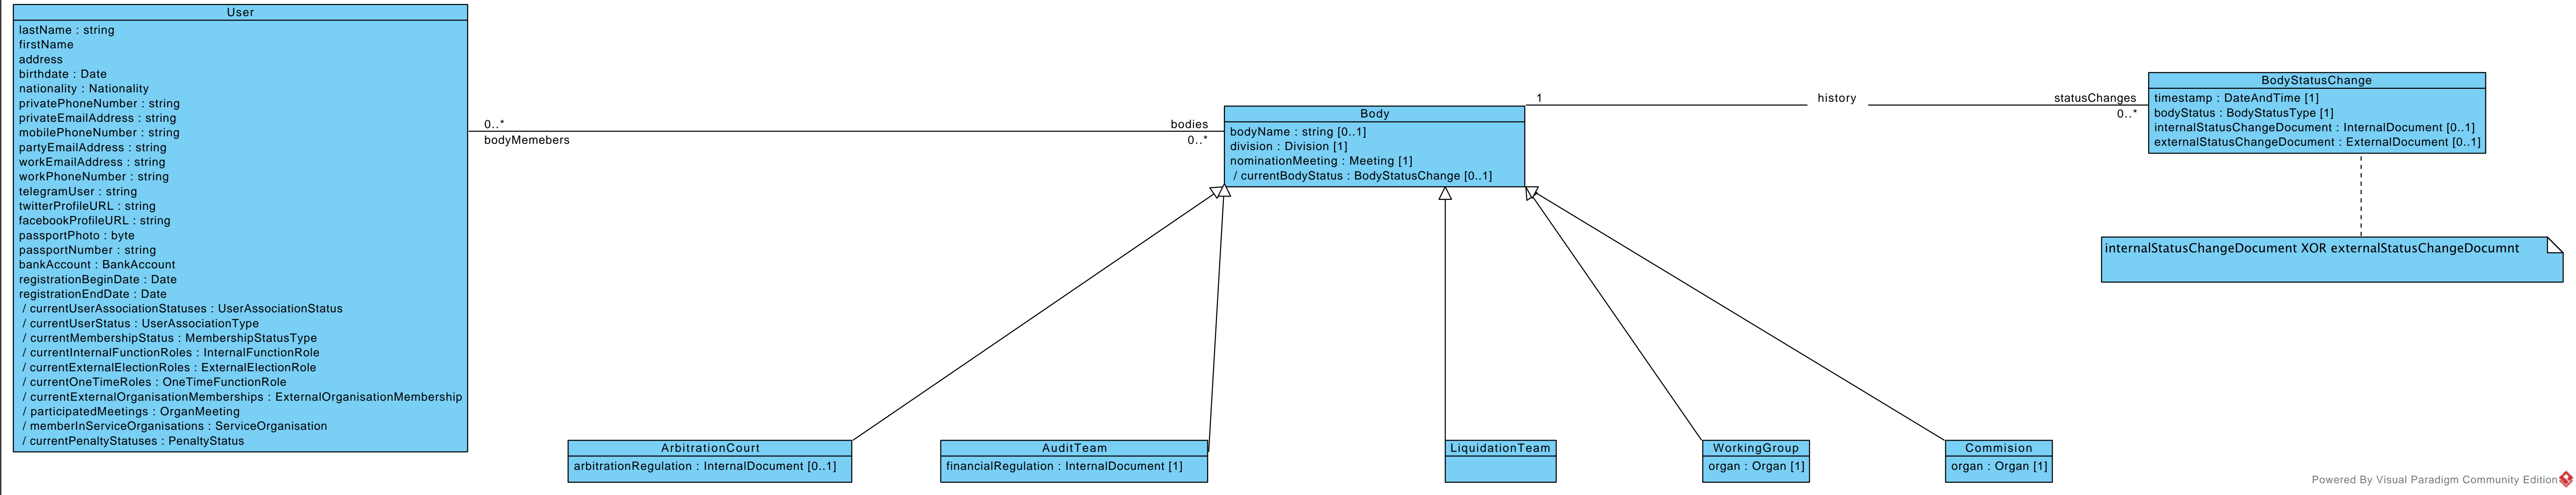 User
lastName : string
firstName
address
birthdate : Date
nationality : Nationality
privatePhoneNumber : string
privateEmailAddress : string
mobilePhoneNumber : string
partyEmailAddress : string
workEmailAddress : string
workPhoneNumber : string
telegramUser : string
twitterProfileURL : string
facebookProfileURL : string
passportPhoto : byte
passportNumber : string
bankAccount : BankAccount
registrationBeginDate : Date
registrationEndDate : Date
/ currentUserAssociationStatuses : UserAssociationStatus
/ currentUserStatus : UserAssociationType
/ currentMembershipStatus : MembershipStatusType
/ currentInternalFunctionRoles : InternalFunctionRole
/ currentExternalElectionRoles : ExternalElectionRole
/ currentOneTimeRoles : OneTimeFunctionRole
/ currentExternalOrganisationMemberships : ExternalOrganisationMembership
/ participatedMeetings : OrganMeeting
/ memberInServiceOrganisations : ServiceOrganisation
/ currentPenaltyStatuses : PenaltyStatus
0..*
bodyMemebers
bodies
0..*
Body
bodyName : string [0..1]
division : Division [1]
nominationMeeting : Meeting [1]
/ currentBodyStatus : BodyStatusChange [0..1]
1
history
statusChanges
0..*
BodyStatusChange
timestamp : DateAndTime [1]
bodyStatus : BodyStatusType [1]
internalStatusChangeDocument : InternalDocument [0..1]
externalStatusChangeDocument : ExternalDocument [0..1]
internalStatusChangeDocument XOR externalStatusChangeDocumnt
ArbitrationCourt
arbitrationRegulation : InternalDocument [0..1]
AuditTeam
financialRegulation : InternalDocument [1]
LiquidationTeam
WorkingGroup
organ : Organ [1]
Commision
organ : Organ [1]
Powered By Visual Paradigm Community Edition